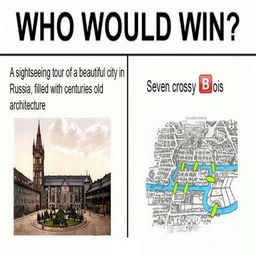 WHO WOULD WIN?
A sightseeing tour of a beautiful city in
Russia, filled with centuries old
architecture
Seven crossy 🅱ois